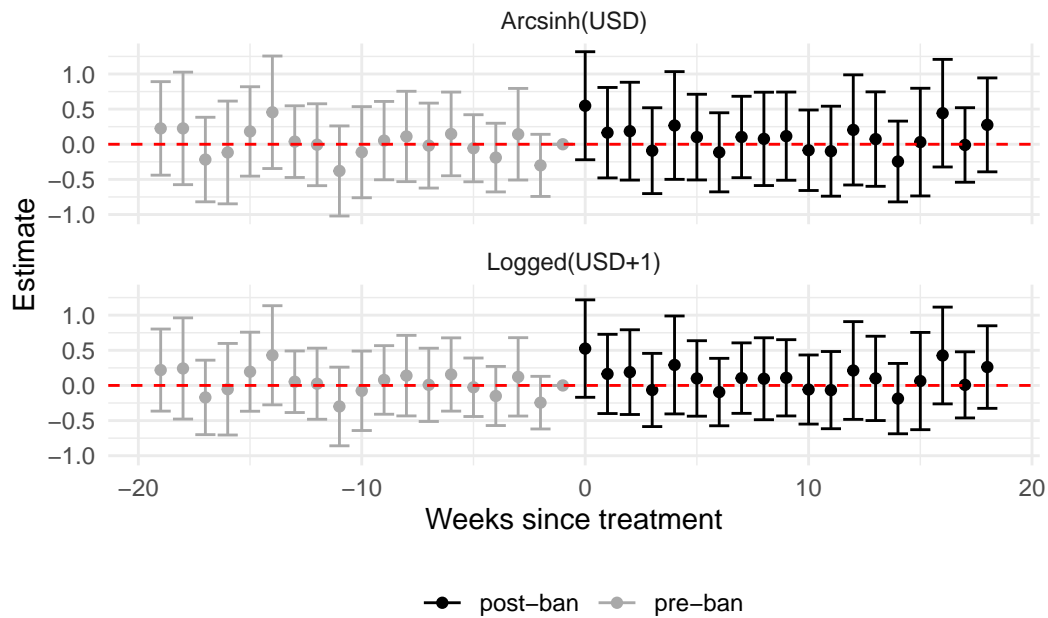 Arcsinh(USD)
1.0
0.5
0.0
−0.5
−1.0
Logged(USD+1)
1.0
0.5
0.0
−0.5
−1.0
Estimate
−20 −10 0 10 20
Weeks since treatment
post−ban pre−ban